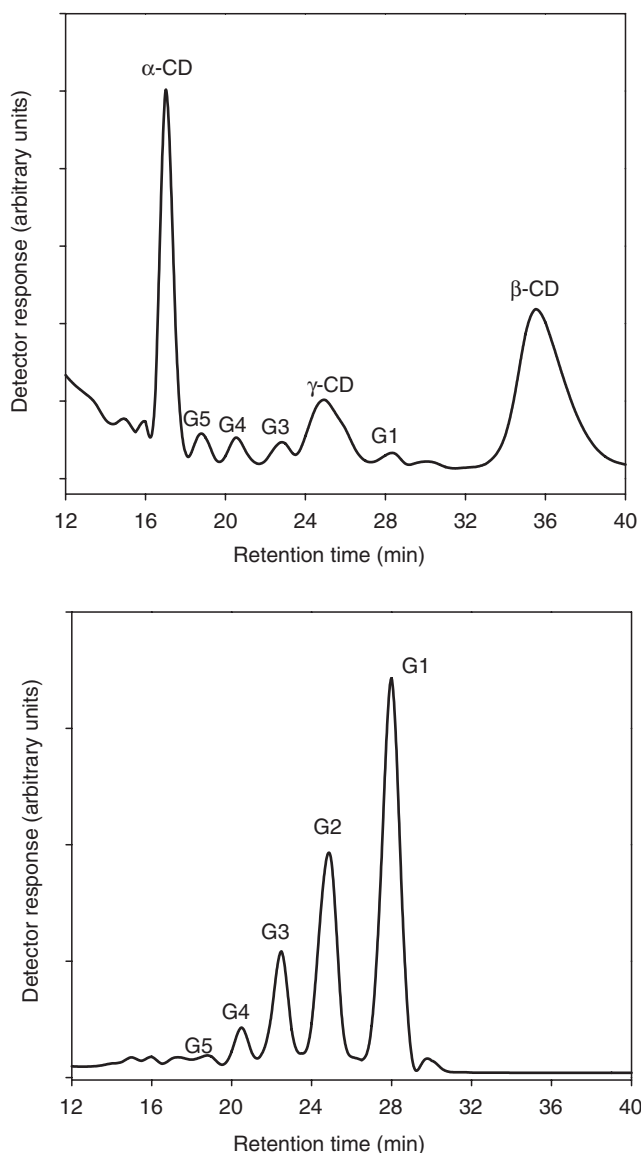 α-CD
β-CD
G5
G4
G3
γ-CD
G1
12 16 20 24 28 32 36 40
Retention time (min)
Detector response (arbitrary units)
G1
G2
G3
G4
G5
12 16 20 24 28 32 36 40
Retention time (min)
Detector response (arbitrary units)